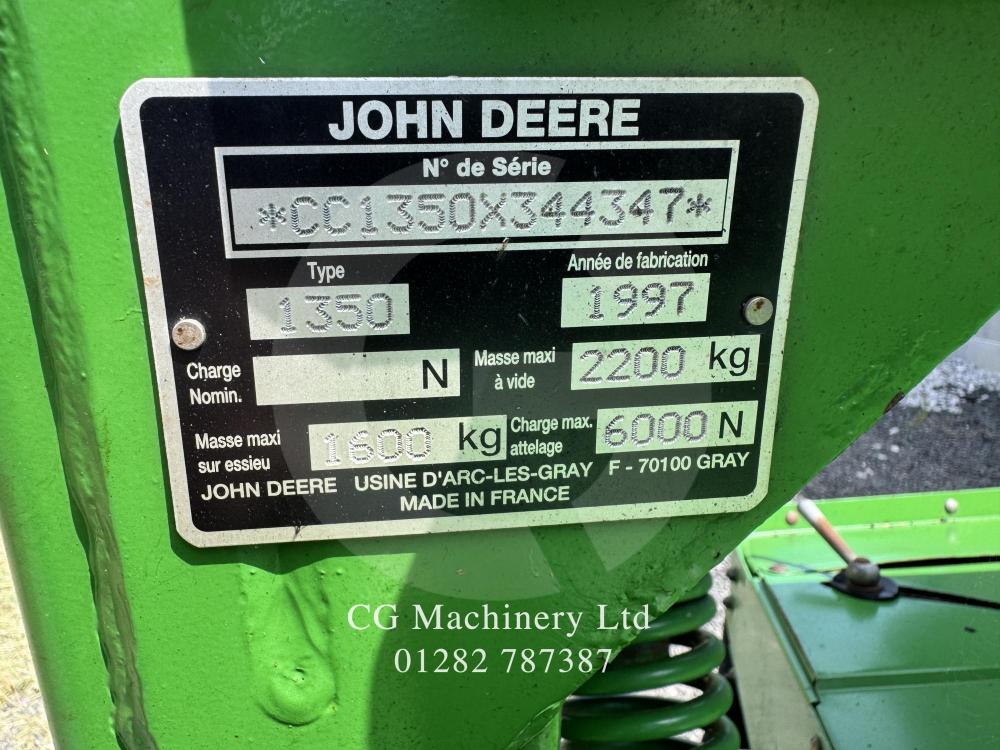 JOHN DEERE
N° de Série
*CC1350X344347*
Type
Année de fabrication
1350
1997
Charge Nomin.
N
Masse maxi à vide
2200 kg
Masse maxi sur essieu
1600 kg
Charge max. attelage
6000 N
JOHN DEERE USINE D'ARC-LES-GRAY F - 70100 GRAY
MADE IN FRANCE
CG Machinery Ltd
01282 787387